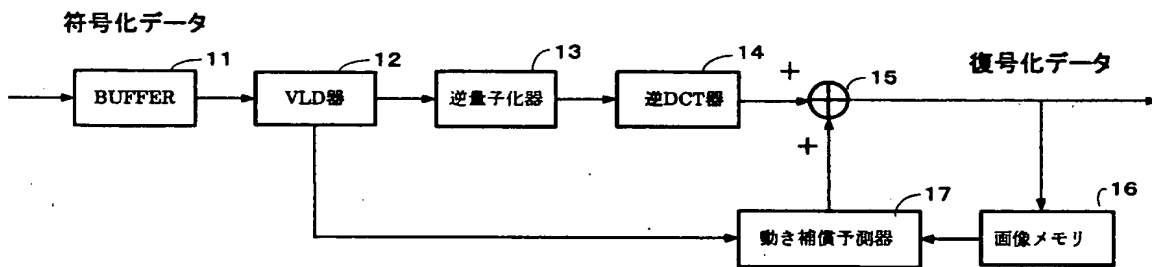 符号化データ
11
BUFFER
12
VLD器
13
逆量子化器
14
逆DCT器
+
15
+
復号化データ
17
動き補償予測器
16
画像メモリ